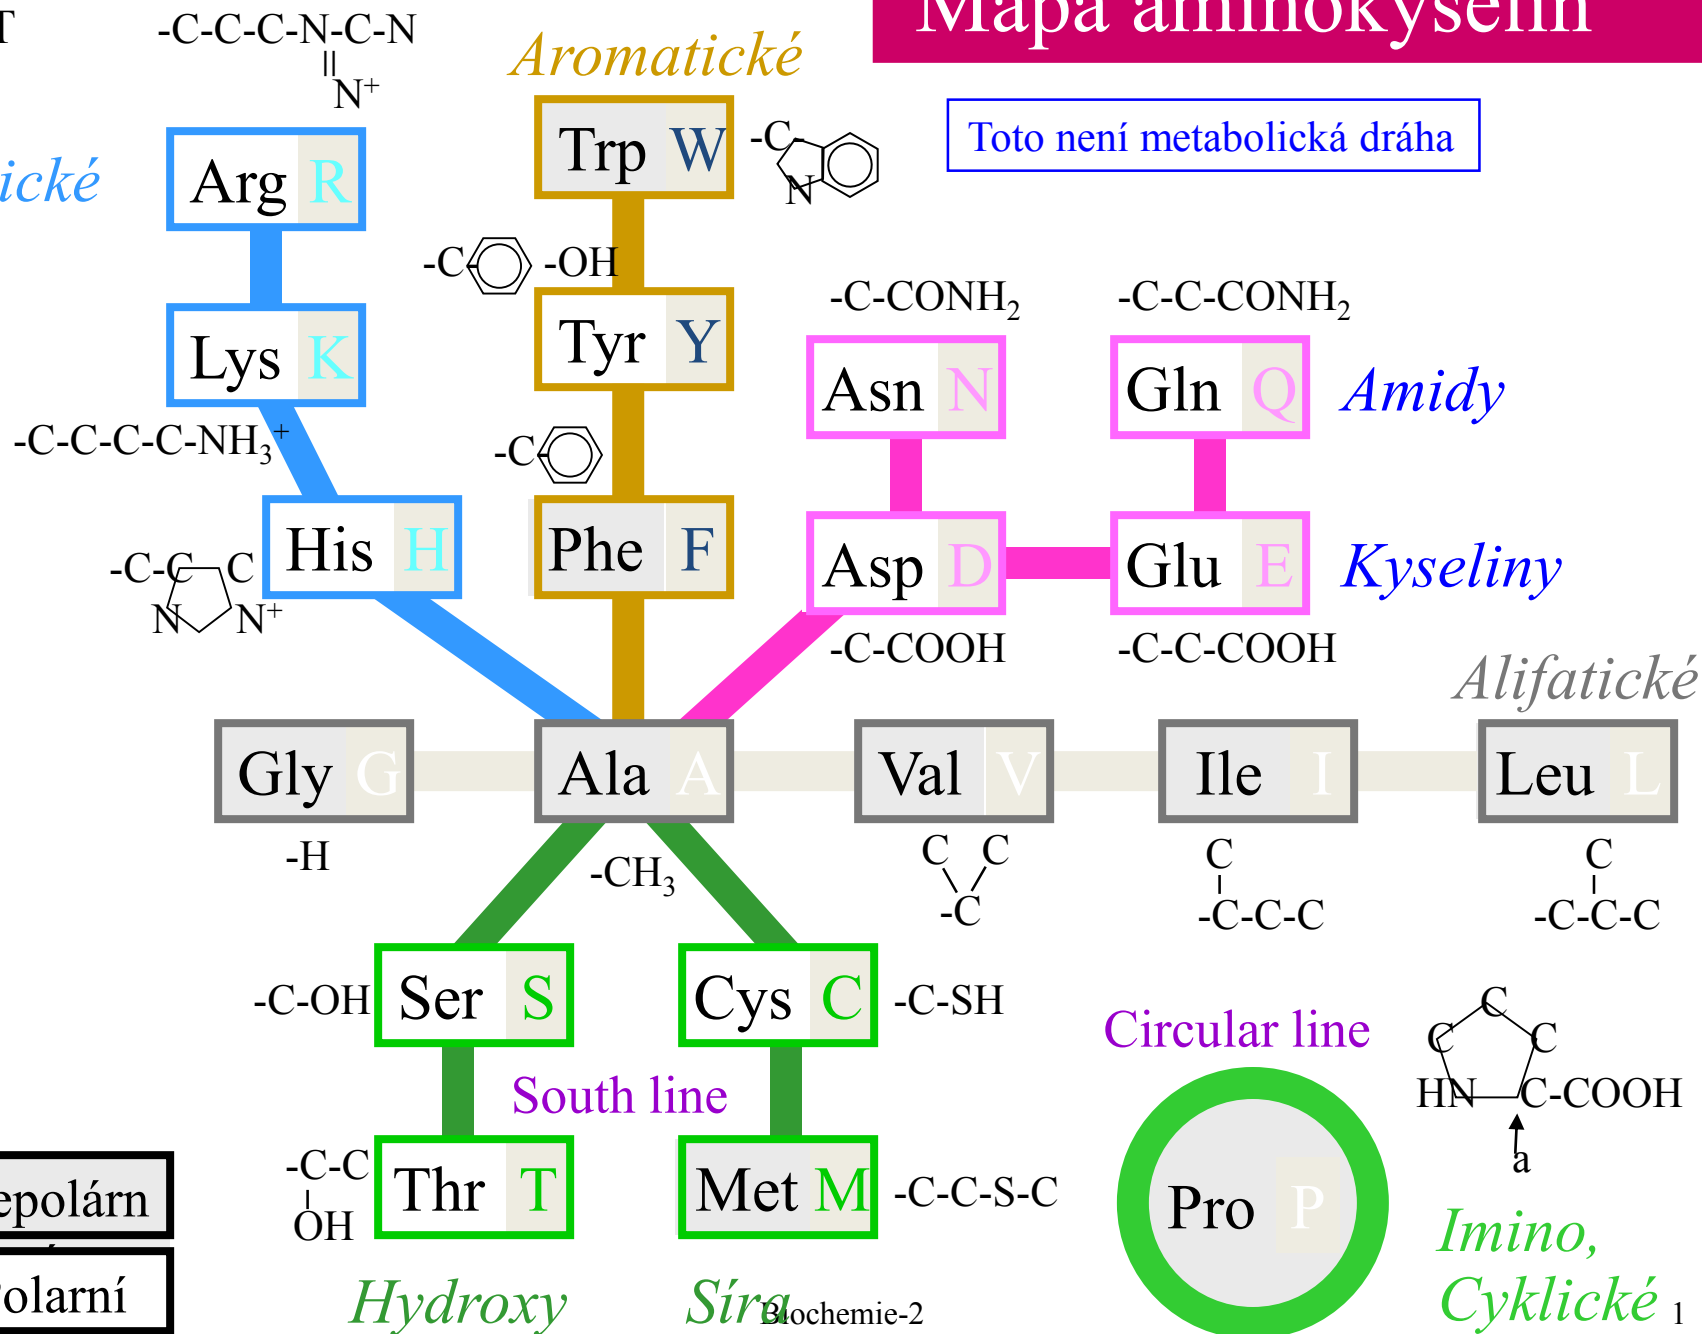 T
-C-C-C-N-C-N
N+
Mapa aminokyselin
Aromatické
Toto není metabolická dráha
ické
Arg R
Trp W
-C-
N
-C- -OH
Lys K
Tyr Y
-C-CONH2
-C-C-CONH2
Asn N
Gln Q
Amidy
-C-C-C-C-NH3+
-C-
His H
Phe F
Asp D
Glu E
Kyseliny
-C-C C
N N+
-C-COOH
-C-C-COOH
Alifatické
Gly G
Ala A
Val V
Ile I
Leu L
-H
-CH3
C C
-C
C
-C-C-C
C
-C-C-C
-C-OH
Ser S
Cys C
-C-SH
Circular line
C
C C
HN C-COOH
a
South line
-C-C
OH
Thr T
Met M
-C-C-S-C
Pro P
epolárn
olarní
Hydroxy
Síra
Imino,
Cyklické
Biochemie-2
1